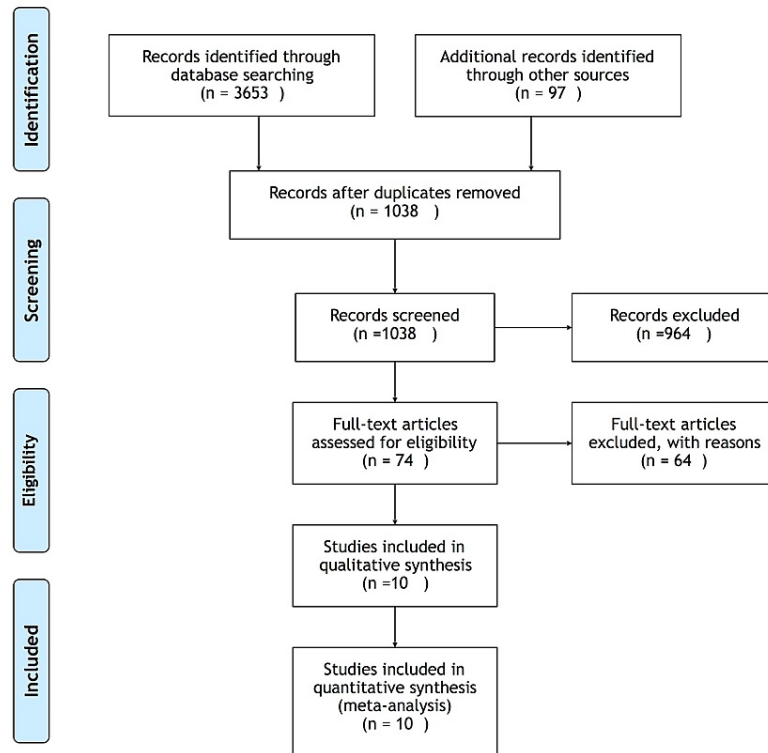 Identification
Records identified through
database searching
(n = 3653 )
Additional records identified
through other sources
(n = 97 )
Records after duplicates removed
(n = 1038 )
Screening
Records screened
(n =1038 )
Records excluded
(n =964 )
Eligibility
Full-text articles
assessed for eligibility
(n = 74 )
Full-text articles
excluded, with reasons
(n = 64 )
Studies included in
qualitative synthesis
(n =10 )
Included
Studies included in
quantitative synthesis
(meta-analysis)
(n = 10 )